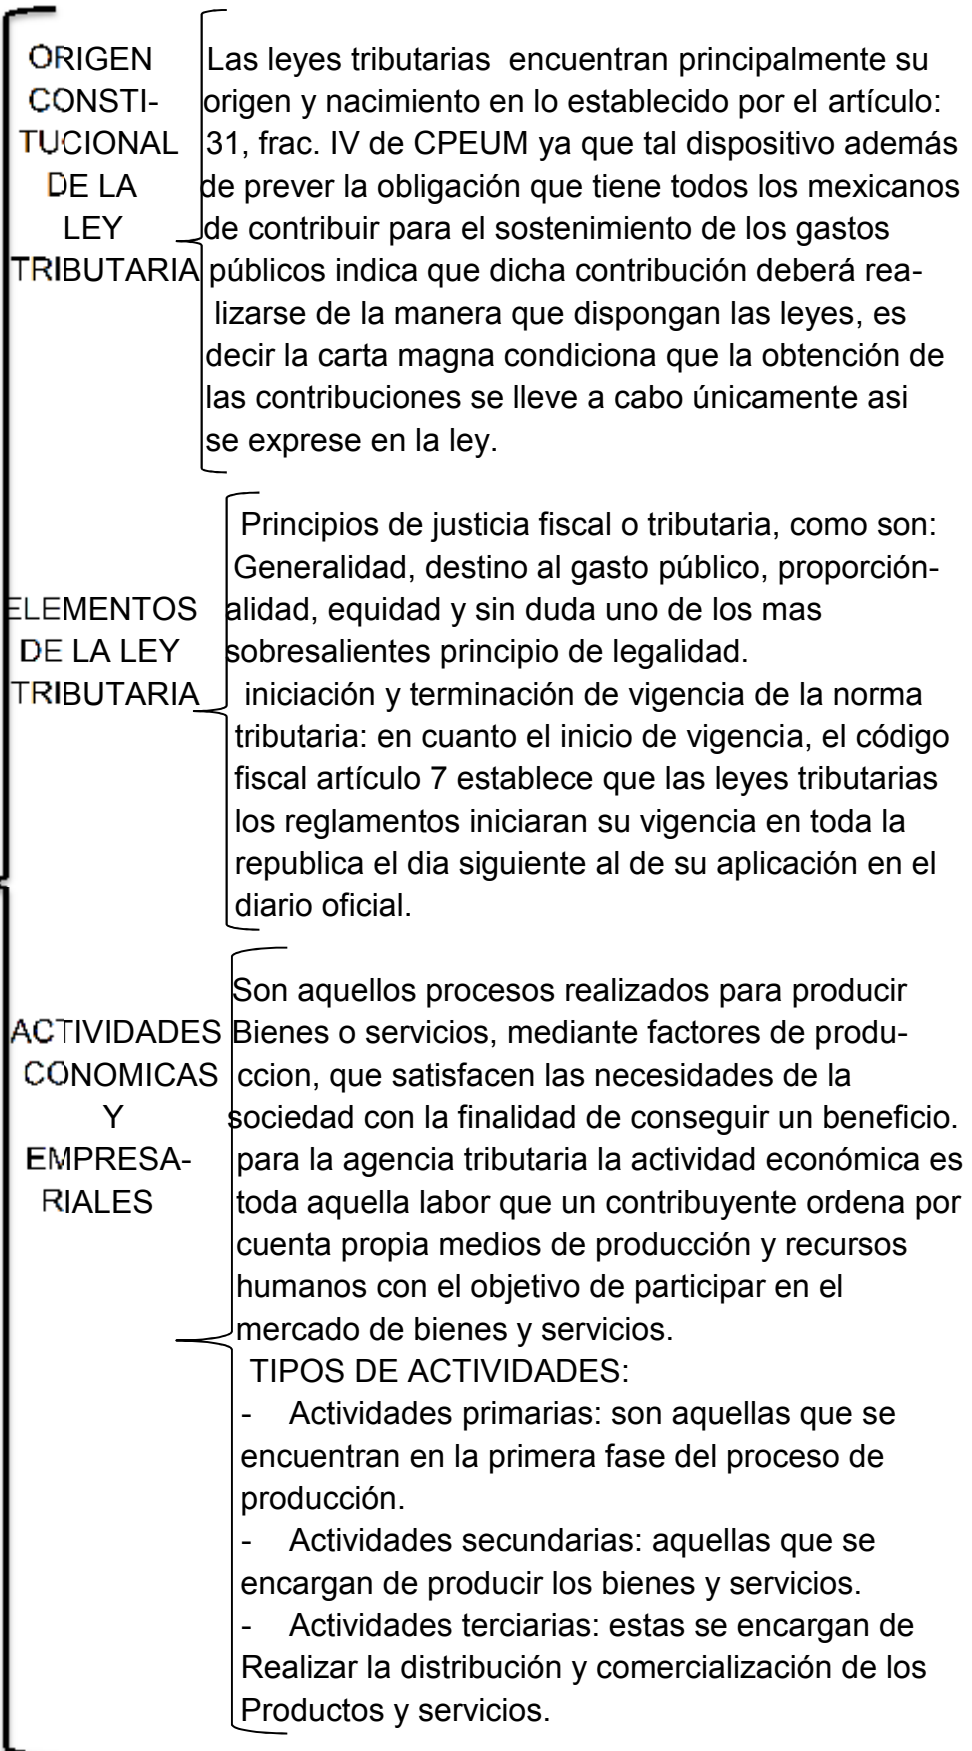 ORIGEN
CONSTI-
TUCIONAL
DE LA
LEY
TRIBUTARIA
Las leyes tributarias encuentran principalmente su
origen y nacimiento en lo establecido por el artículo:
31, frac. IV de CPEUM ya que tal dispositivo además
de prever la obligación que tiene todos los mexicanos
de contribuir para el sostenimiento de los gastos
públicos indica que dicha contribución deberá rea-
lizarse de la manera que dispongan las leyes, es
decir la carta magna condiciona que la obtención de
las contribuciones se lleve a cabo únicamente asi
se exprese en la ley.
ELEMENTOS
DE LA LEY
TRIBUTARIA
Principios de justicia fiscal o tributaria, como son:
Generalidad, destino al gasto público, proporción-
alidad, equidad y sin duda uno de los mas
sobresalientes principio de legalidad.
iniciación y terminación de vigencia de la norma
tributaria: en cuanto el inicio de vigencia, el código
fiscal artículo 7 establece que las leyes tributarias
los reglamentos iniciaran su vigencia en toda la
republica el dia siguiente al de su aplicación en el
diario oficial.
ACTIVIDADES
CONOMICAS
Y
EMPRESA-
RIALES
Son aquellos procesos realizados para producir
Bienes o servicios, mediante factores de produ-
ccion, que satisfacen las necesidades de la
sociedad con la finalidad de conseguir un beneficio.
para la agencia tributaria la actividad económica es
toda aquella labor que un contribuyente ordena por
cuenta propia medios de producción y recursos
humanos con el objetivo de participar en el
mercado de bienes y servicios.
TIPOS DE ACTIVIDADES:
- Actividades primarias: son aquellas que se
encuentran en la primera fase del proceso de
producción.
- Actividades secundarias: aquellas que se
encargan de producir los bienes y servicios.
- Actividades terciarias: estas se encargan de
Realizar la distribución y comercialización de los
Productos y servicios.